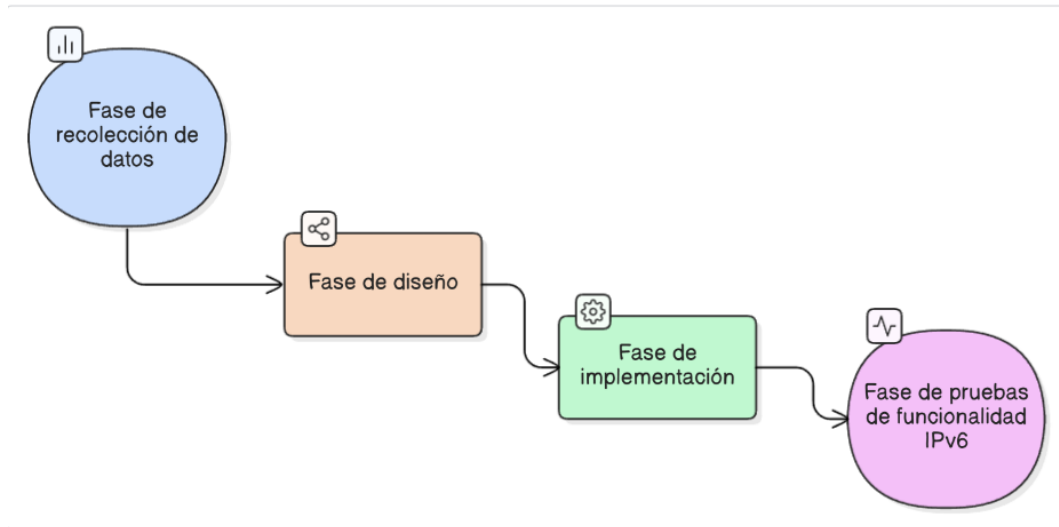 Fase de
recolección de
datos
Fase de diseño
Fase de
implementación
Fase de pruebas
de funcionalidad
IPv6